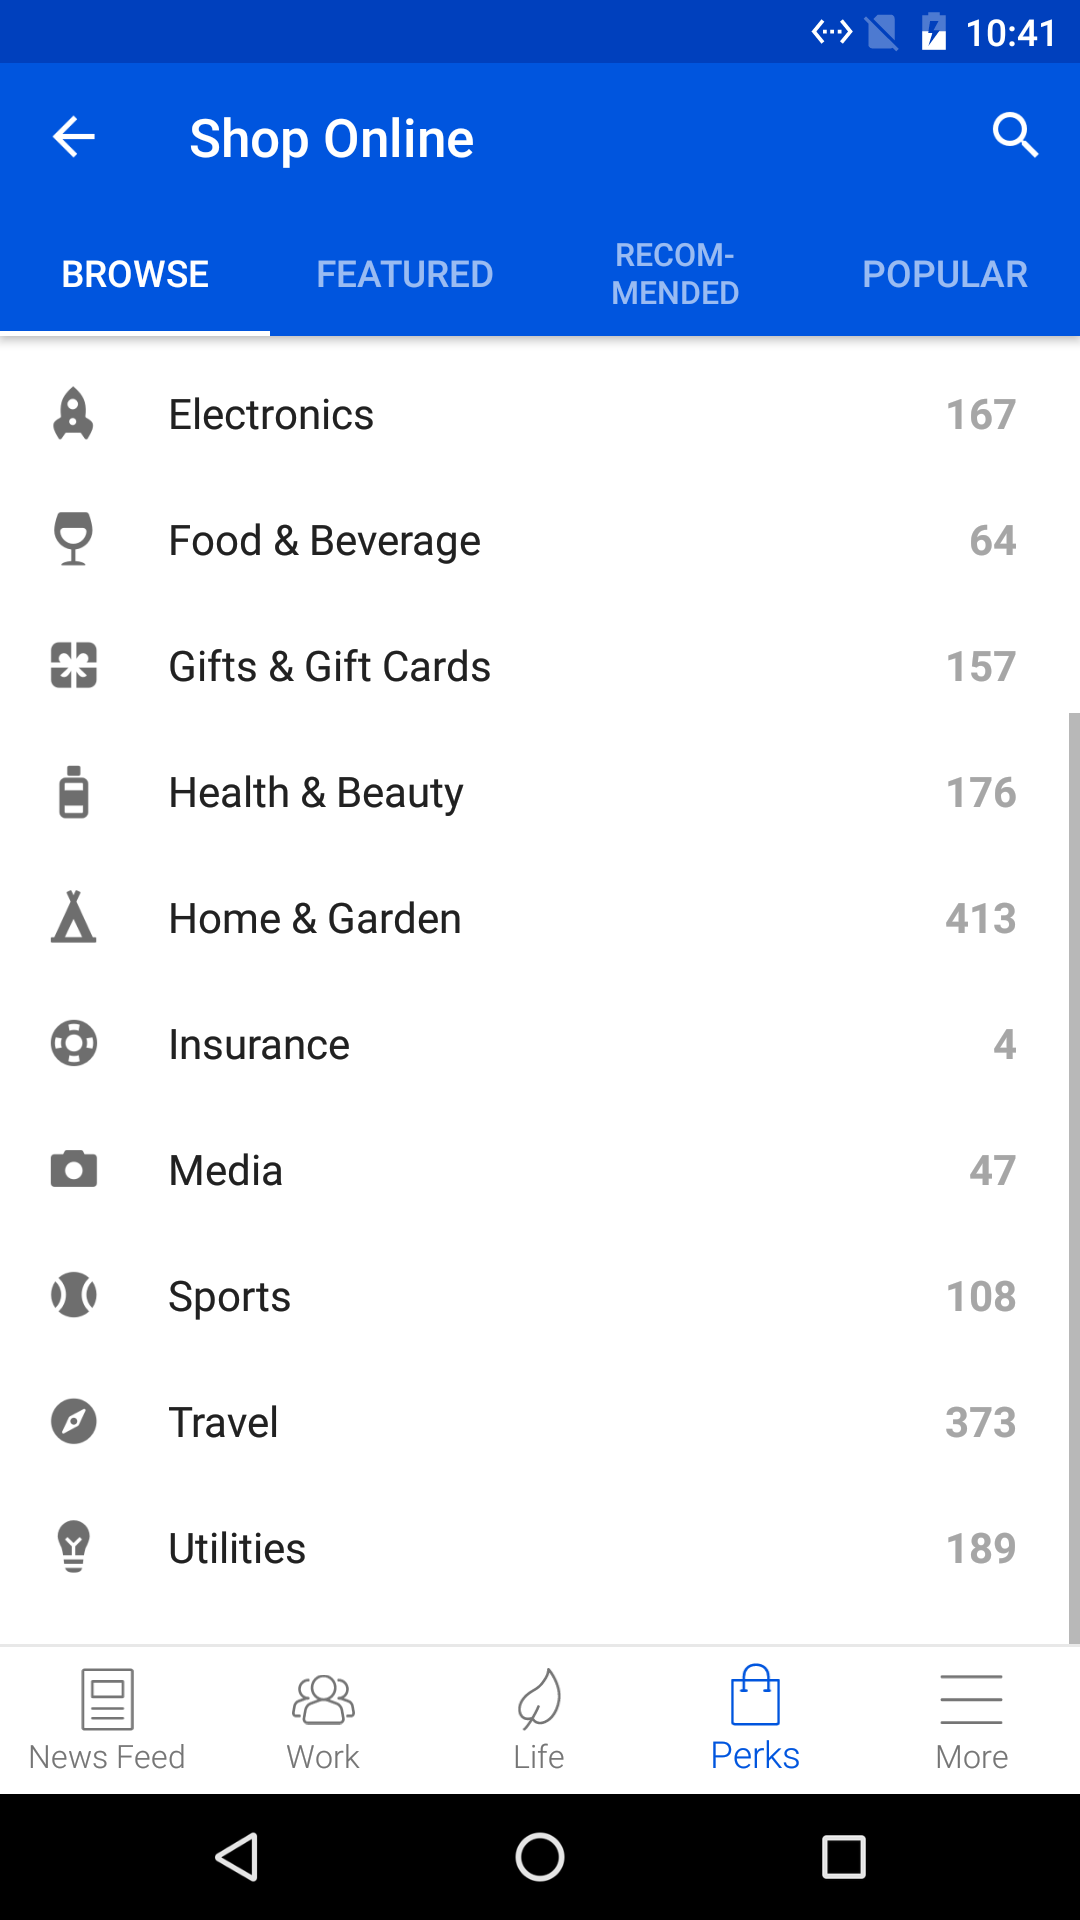 10:41
Shop Online
BROWSE
FEATURED
RECOM-
MENDED
POPULAR
Electronics 167
Food & Beverage 64
Gifts & Gift Cards 157
Health & Beauty 176
Home & Garden 413
Insurance 4
Media 47
Sports 108
Travel 373
Utilities 189
News Feed
Work
Life
Perks
More